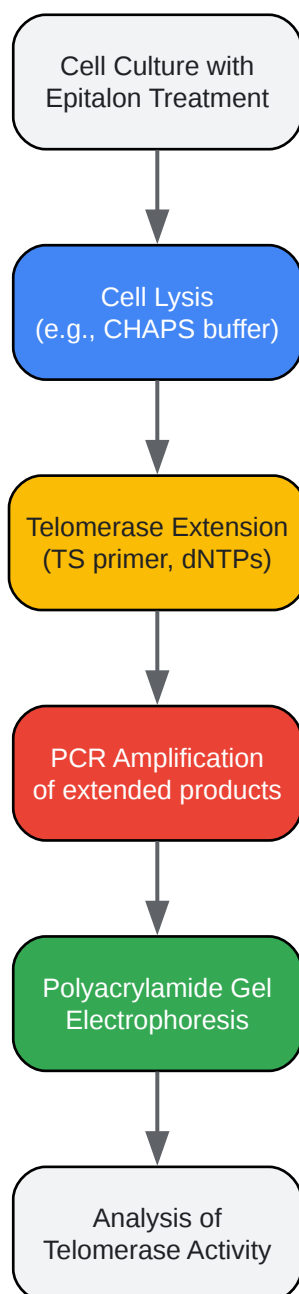 Cell Culture with
Epitalon Treatment
Cell Lysis
(e.g., CHAPS buffer)
Telomerase Extension
(TS primer, dNTPs)
PCR Amplification
of extended products
Polyacrylamide Gel
Electrophoresis
Analysis of
Telomerase Activity